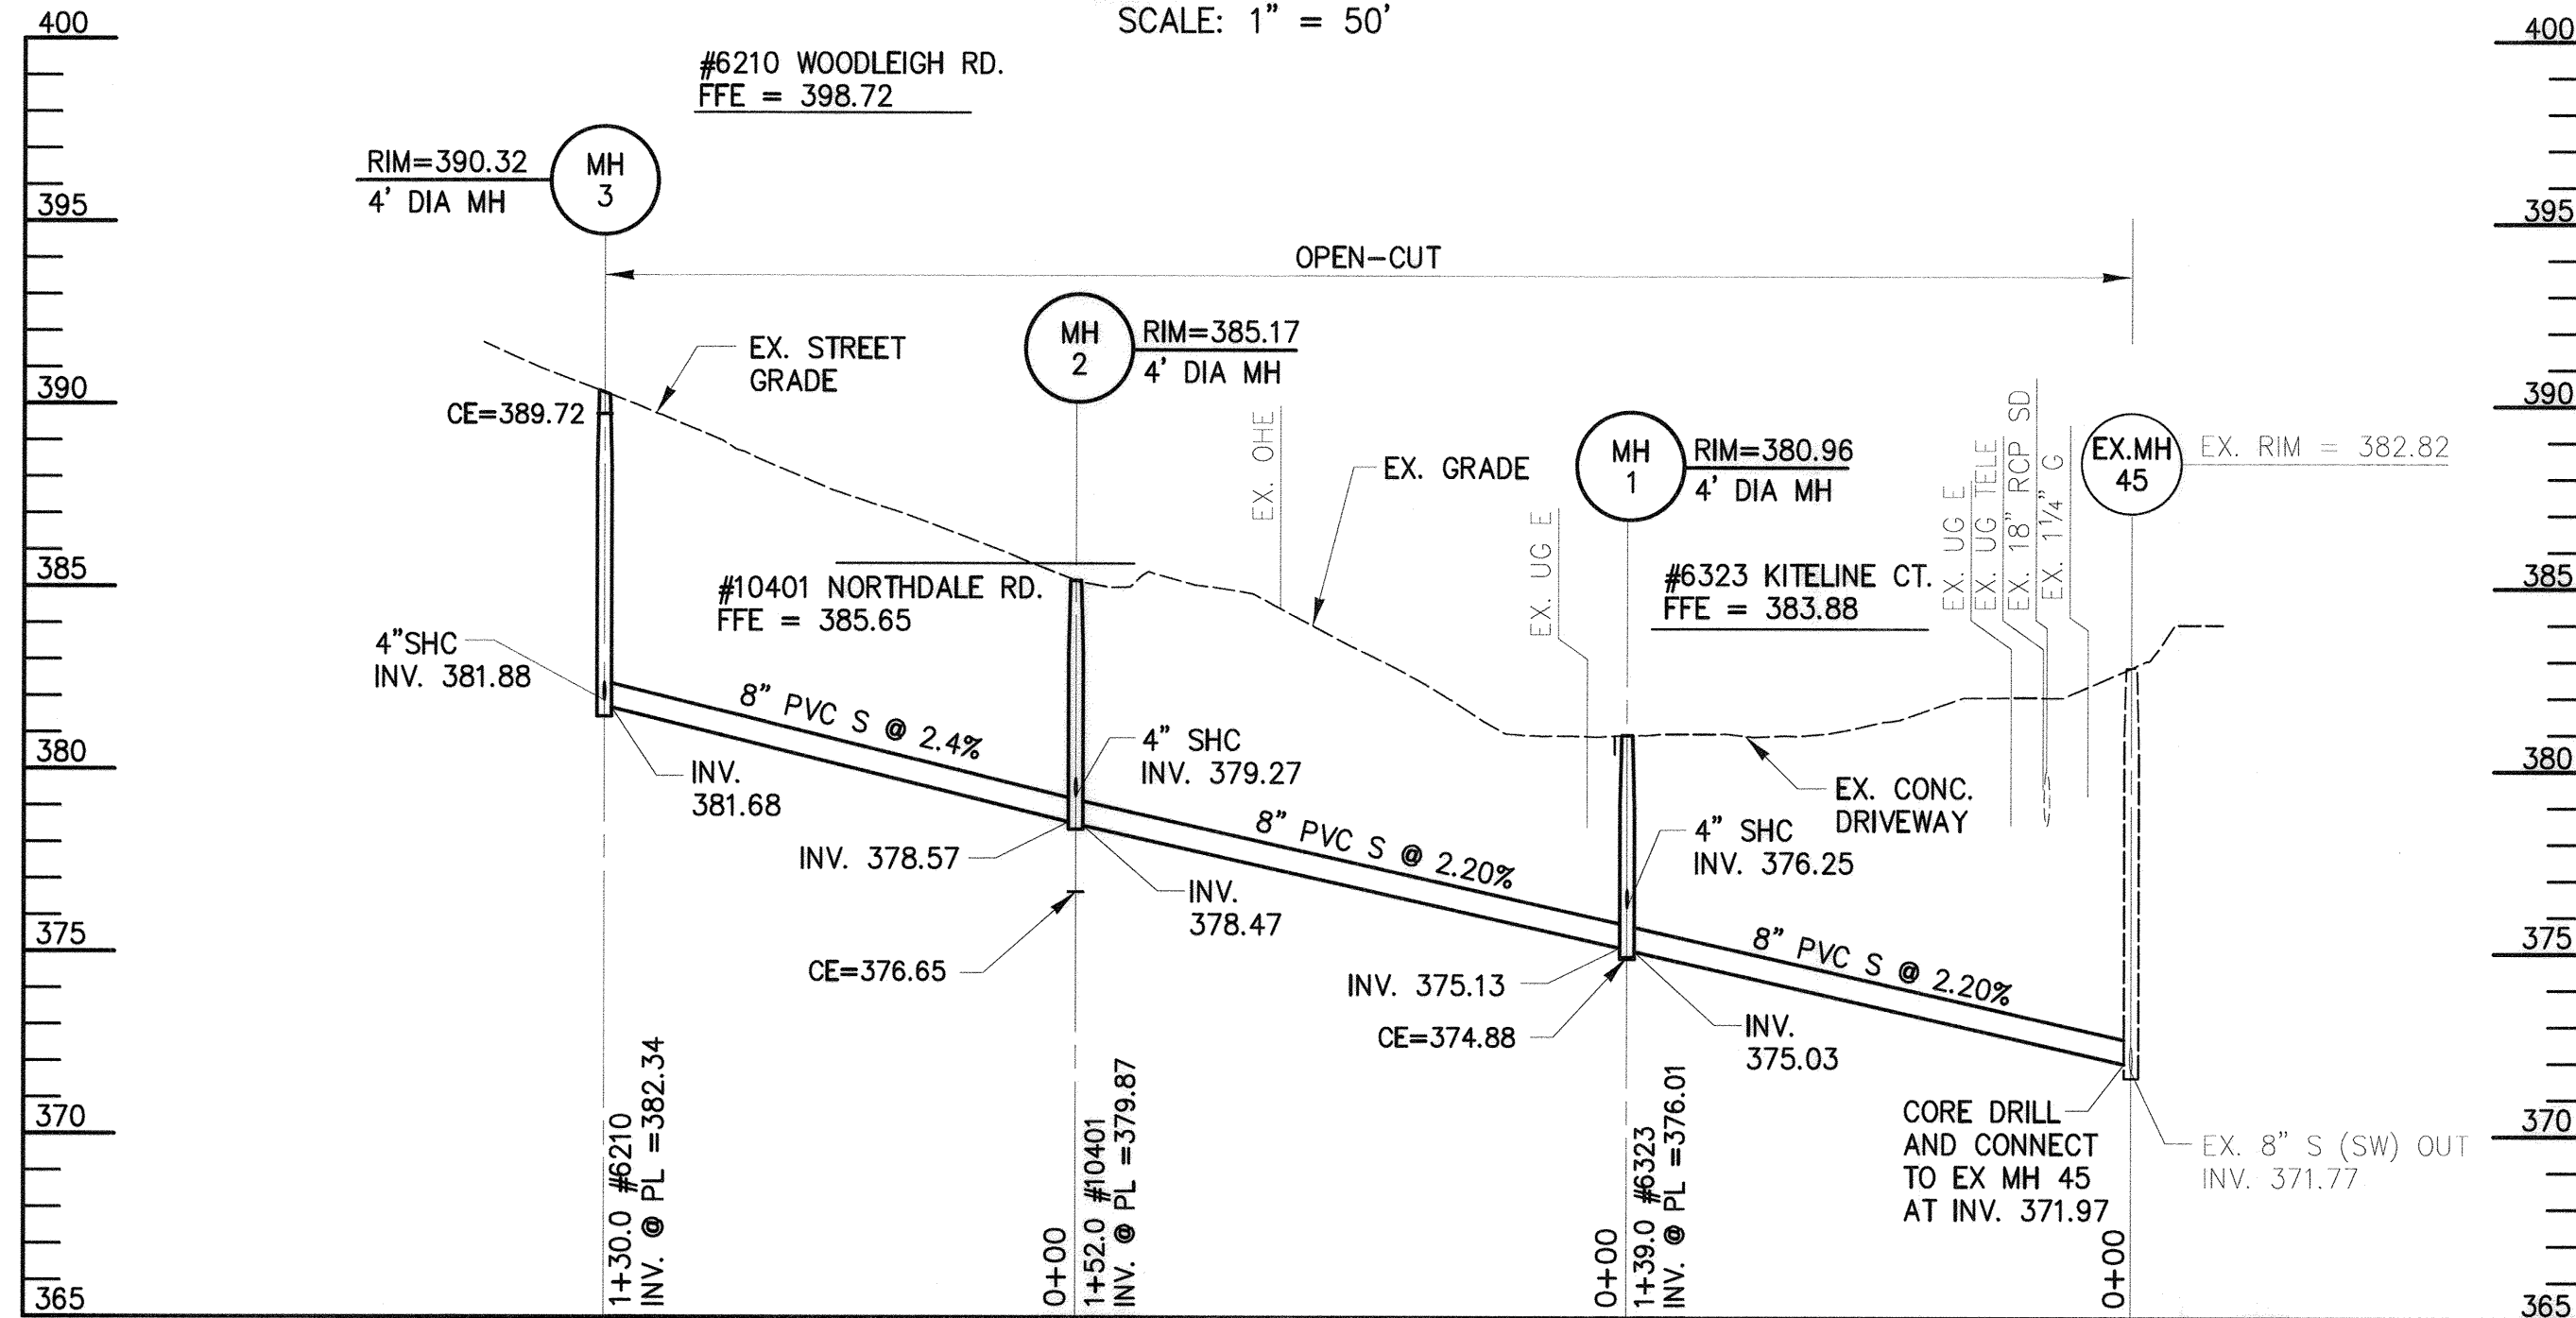 SCALE: 1" = 50'
400
395
390
385
380
375
370
365
400
395
390
385
380
375
370
365
#6210 WOODLEIGH RD.
FFE = 398.72
RIM=390.32
4' DIA MH
MH
3
OPEN-CUT
MH
2
RIM=385.17
4' DIA MH
EX. STREET
GRADE
CE=389.72
EX. OHE
EX. GRADE
MH
1
RIM=380.96
4' DIA MH
EX. UG E
EX. UG E
EX. UG TELE
EX. 18" RCP SD
EX. 1¼" G
EX.MH
45
EX. RIM = 382.82
#10401 NORTHDALE RD.
FFE = 385.65
#6323 KITELINE CT.
FFE = 383.88
4"SHC
INV. 381.88
8" PVC S @ 2.4%
INV.
381.68
4" SHC
INV. 379.27
8" PVC S @ 2.20%
INV. 378.57
INV.
378.47
CE=376.65
EX. CONC.
DRIVEWAY
4" SHC
INV. 376.25
8" PVC S @ 2.20%
INV. 375.13
CE=374.88
INV.
375.03
CORE DRILL
AND CONNECT
TO EX MH 45
AT INV. 371.97
EX. 8" S (SW) OUT
INV. 371.77
1+30.0 #6210
INV. @ PL =382.34
0+00
1+52.0 #10401
INV. @ PL =379.87
0+00
1+39.0 #6323
INV. @ PL =376.01
0+00